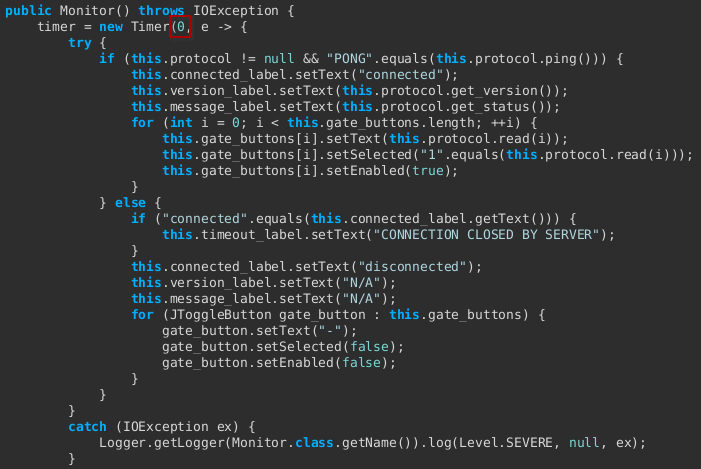 public Monitor() throws IOException {
    timer = new Timer(0, e -> {
        try {
            if (this.protocol != null && "PONG".equals(this.protocol.ping())) {
                this.connected_label.setText("connected");
                this.version_label.setText(this.protocol.get_version());
                this.message_label.setText(this.protocol.get_status());
                for (int i = 0; i < this.gate_buttons.length; ++i) {
                    this.gate_buttons[i].setText(this.protocol.read(i));
                    this.gate_buttons[i].setSelected("1".equals(this.protocol.read(i)));
                    this.gate_buttons[i].setEnabled(true);
                }
            } else {
                if ("connected".equals(this.connected_label.getText())) {
                    this.timeout_label.setText("CONNECTION CLOSED BY SERVER");
                }
                this.connected_label.setText("disconnected");
                this.version_label.setText("N/A");
                this.message_label.setText("N/A");
                for (JToggleButton gate_button : this.gate_buttons) {
                    gate_button.setText("-");
                    gate_button.setSelected(false);
                    gate_button.setEnabled(false);
                }
            }
        }
        catch (IOException ex) {
            Logger.getLogger(Monitor.class.getName()).log(Level.SEVERE, null, ex);
        }